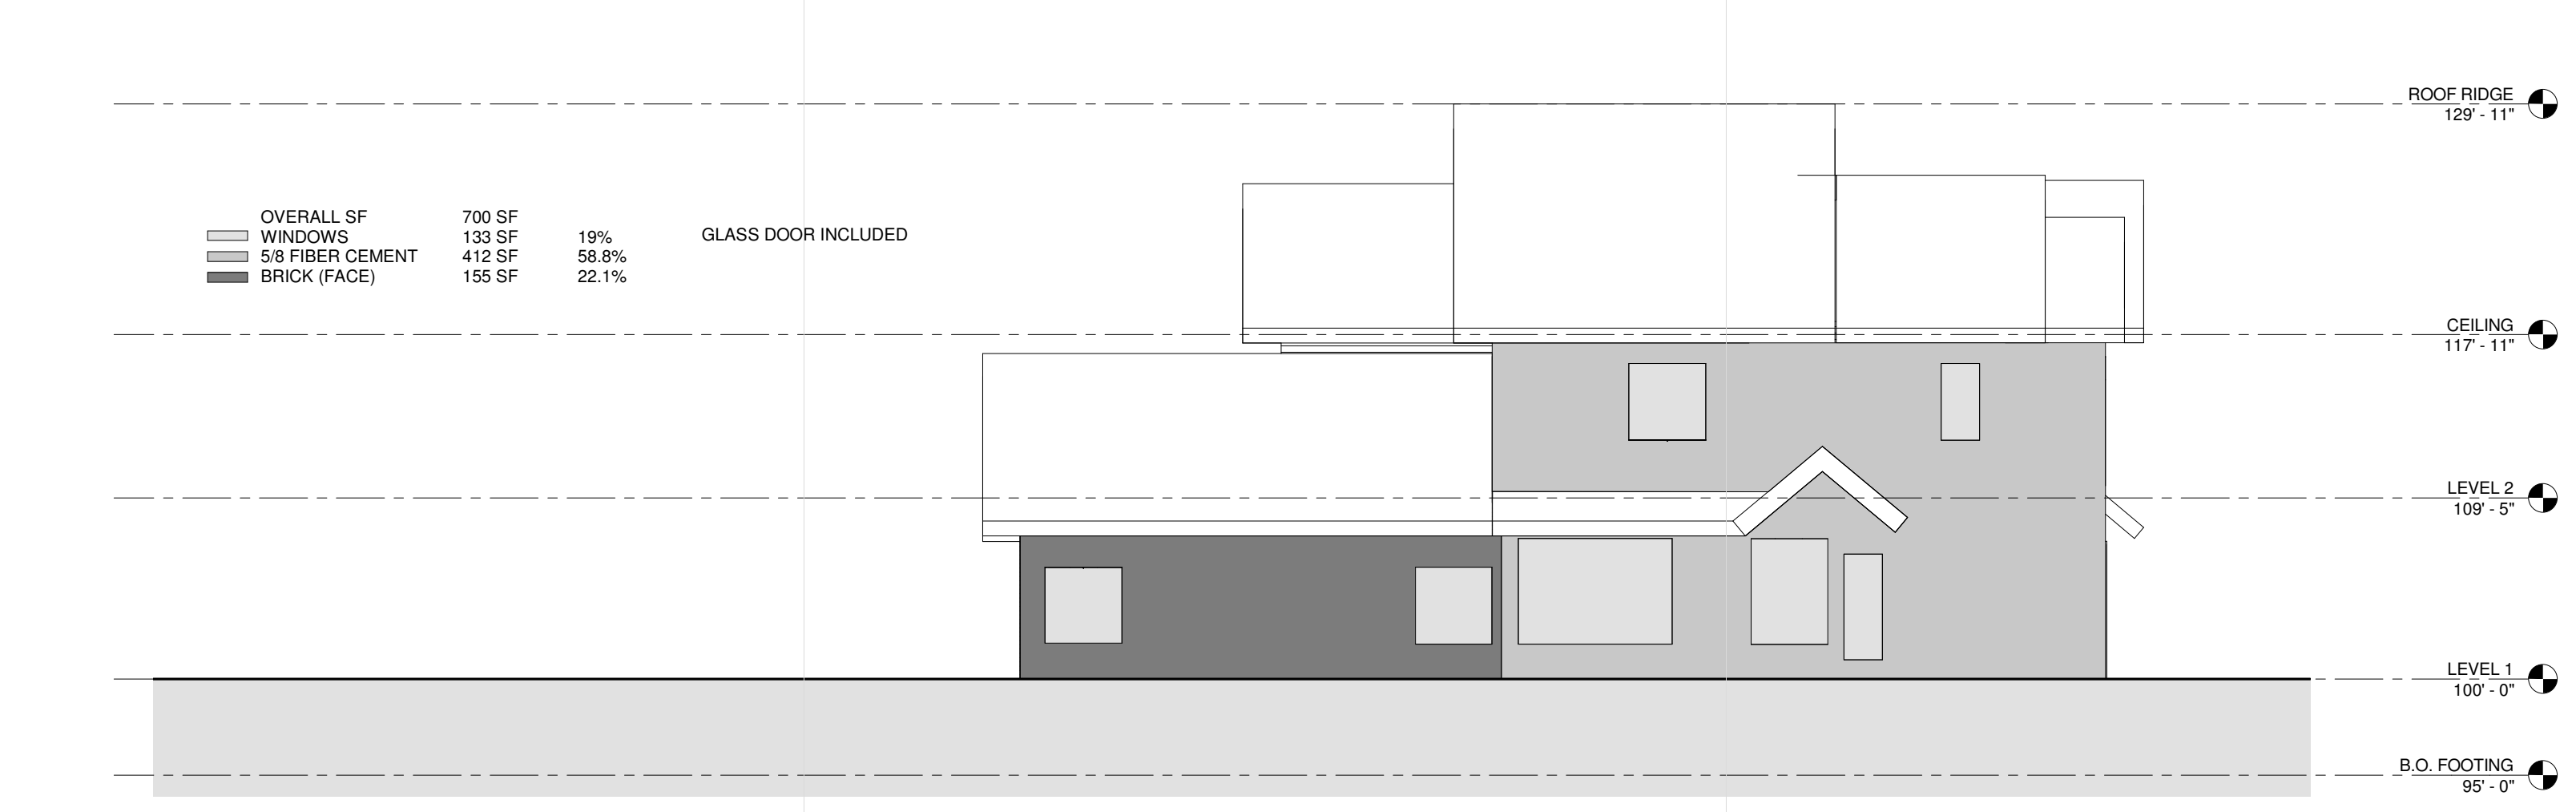 ROOF RIDGE
129' - 11"
OVERALL SF 700 SF
WINDOWS 133 SF 19% GLASS DOOR INCLUDED
5/8 FIBER CEMENT 412 SF 58.8%
BRICK (FACE) 155 SF 22.1%
CEILING
117' - 11"
LEVEL 2
109' - 5"
LEVEL 1
100' - 0"
B.O. FOOTING
95' - 0"